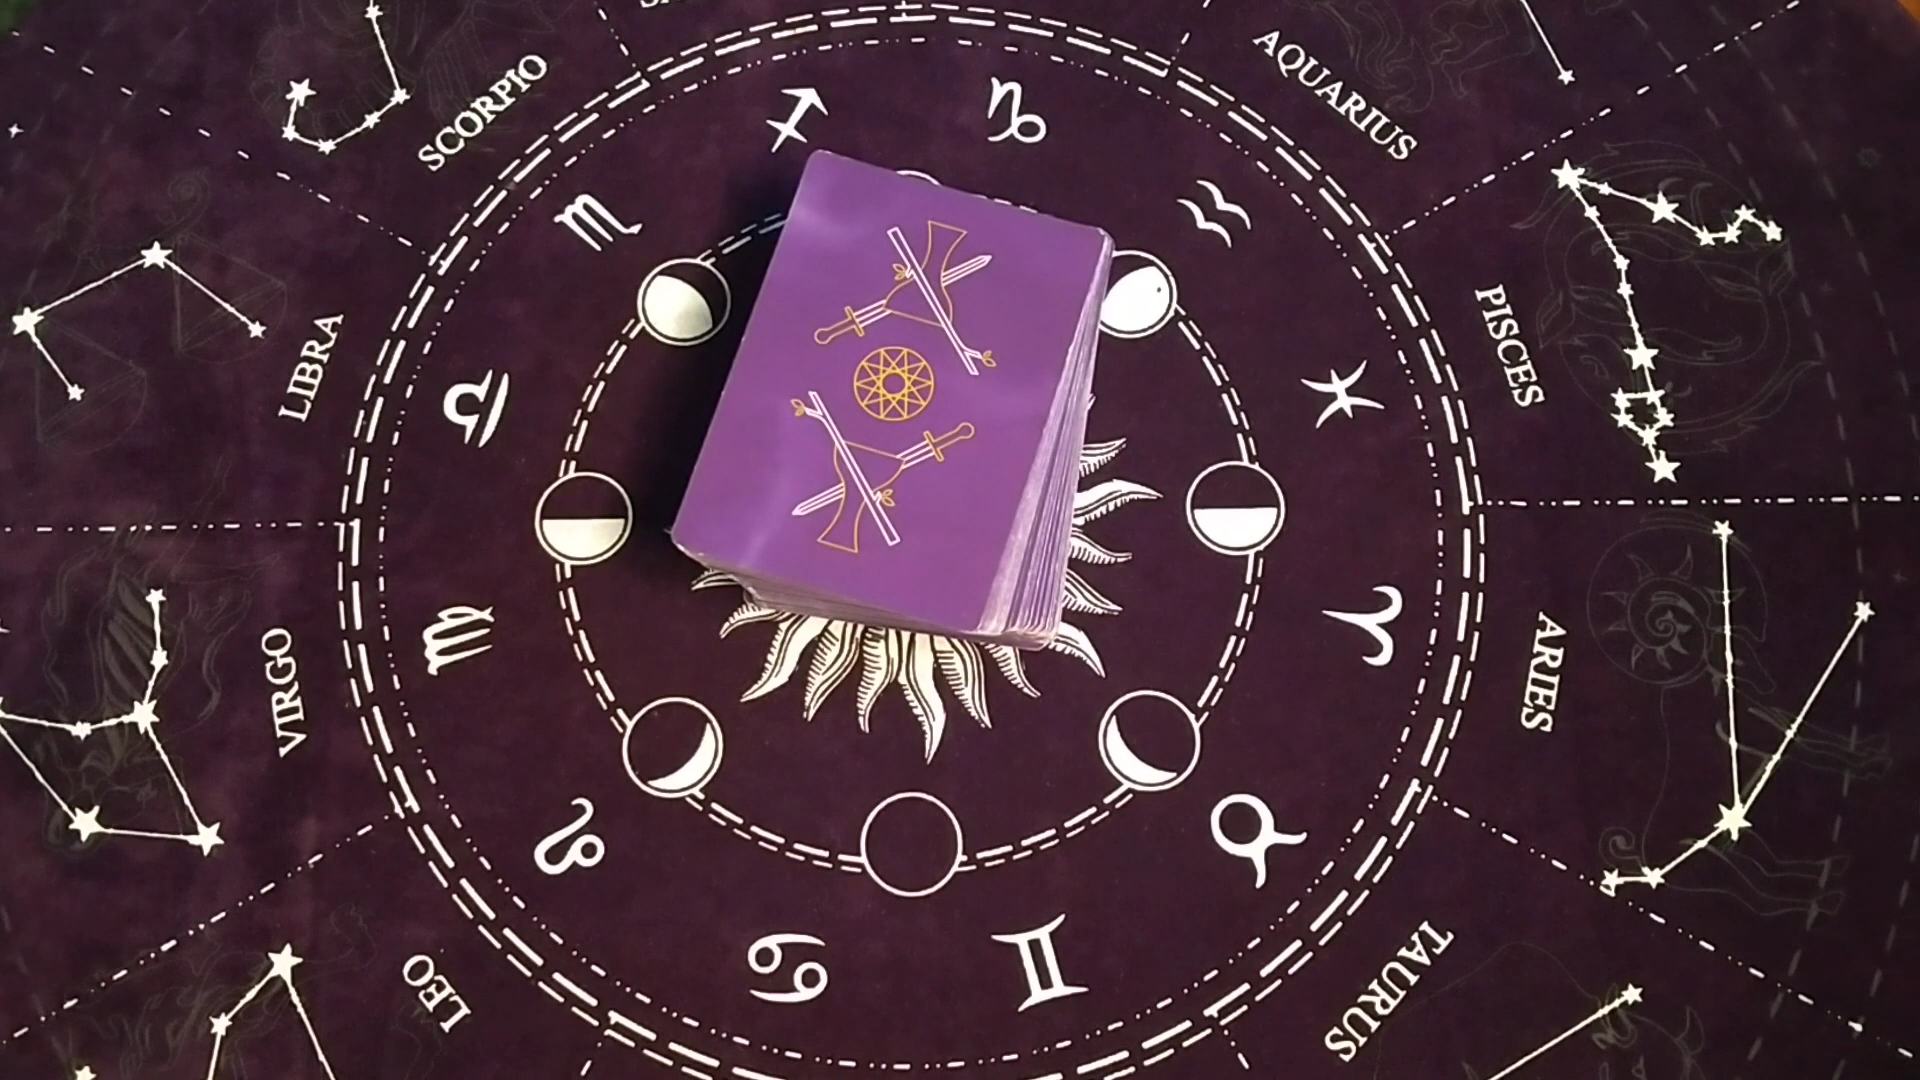 SCORPIO
AQUARIUS
LIBRA
PISCES
VIRGO
ARIES
LEO
TAURUS